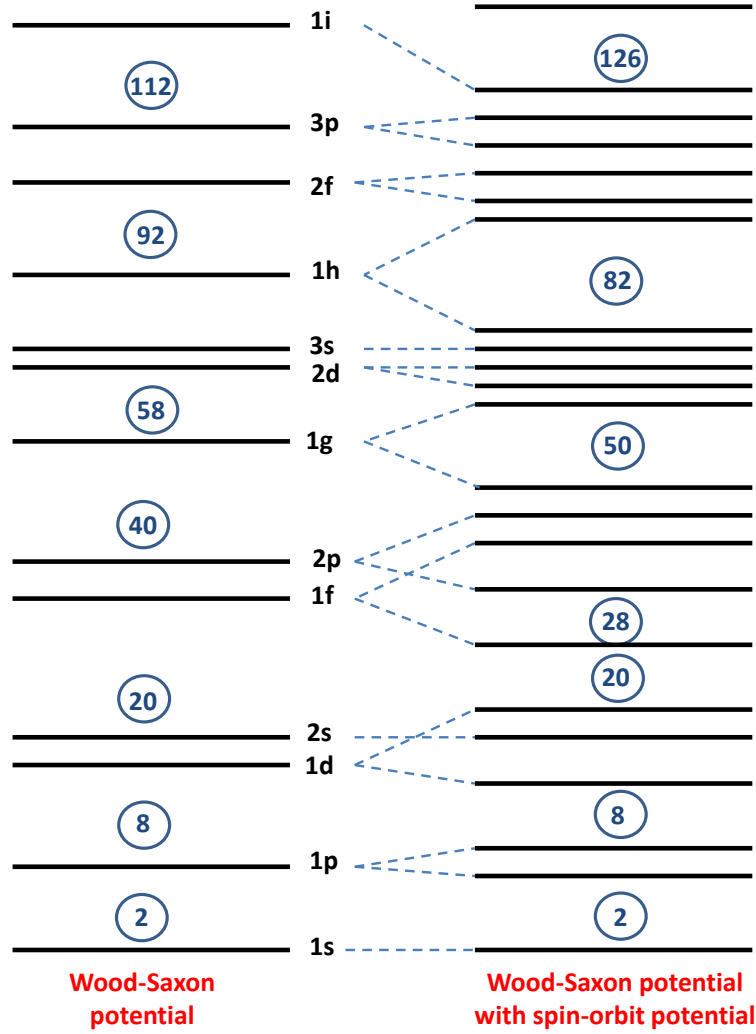 1i
126
112
3p
2f
92
1h
82
3s
2d
58
1g
50
40
2p
1f
28
20
20
2s
1d
8
8
1p
2
2
1s
Wood-Saxon
potential
Wood-Saxon potential
with spin-orbit potential